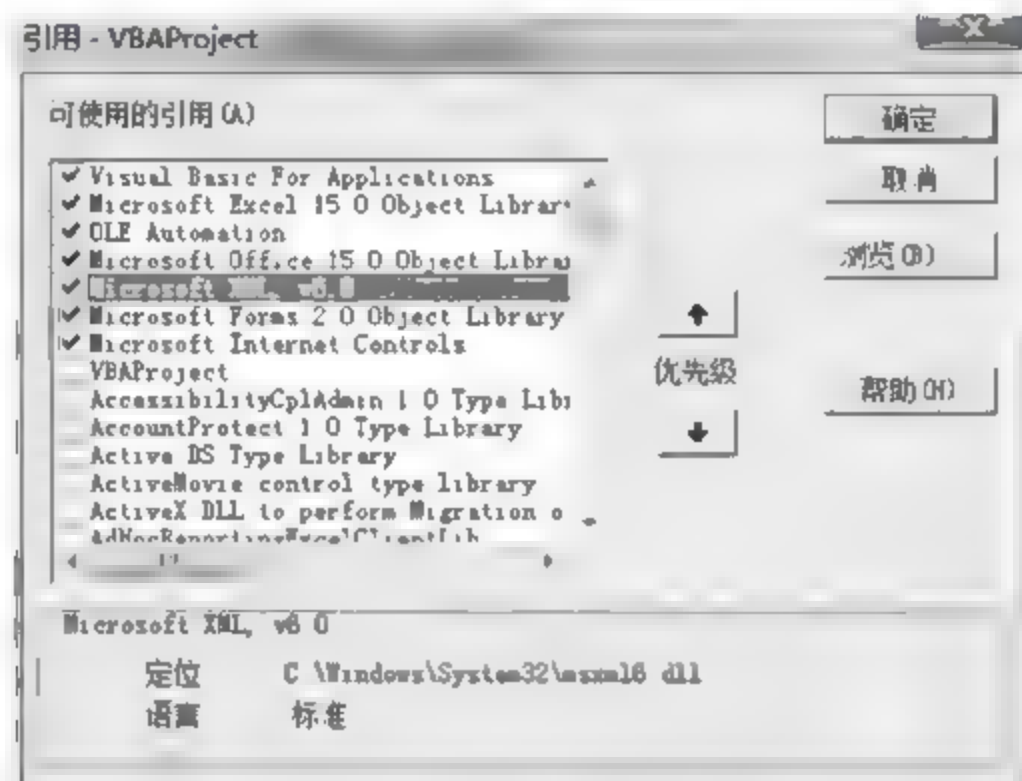 引用 - VBAProject
可使用的引用(A)
Visual Basic For Applications
Microsoft Excel 15 0 Object Librar
OLE Automation
Microsoft Office 15 0 Object Libra
Microsoft XML, v6.0
Microsoft Forms 2 0 Object Library
Microsoft Internet Controls
VBAProject
AccessibilityCplAdmin 1 0 Type Lib
AccountProtect 1 0 Type Library
Active DS Type Library
ActiveMovie control type library
ActiveX DLL to perform Migration o
AdHocReportingExcelClientLib
确定
取消
浏览(B)
优先级
帮助(H)
Microsoft XML, v6 0
定位 C \Windows\System32\msxml6 dll
语言 标准